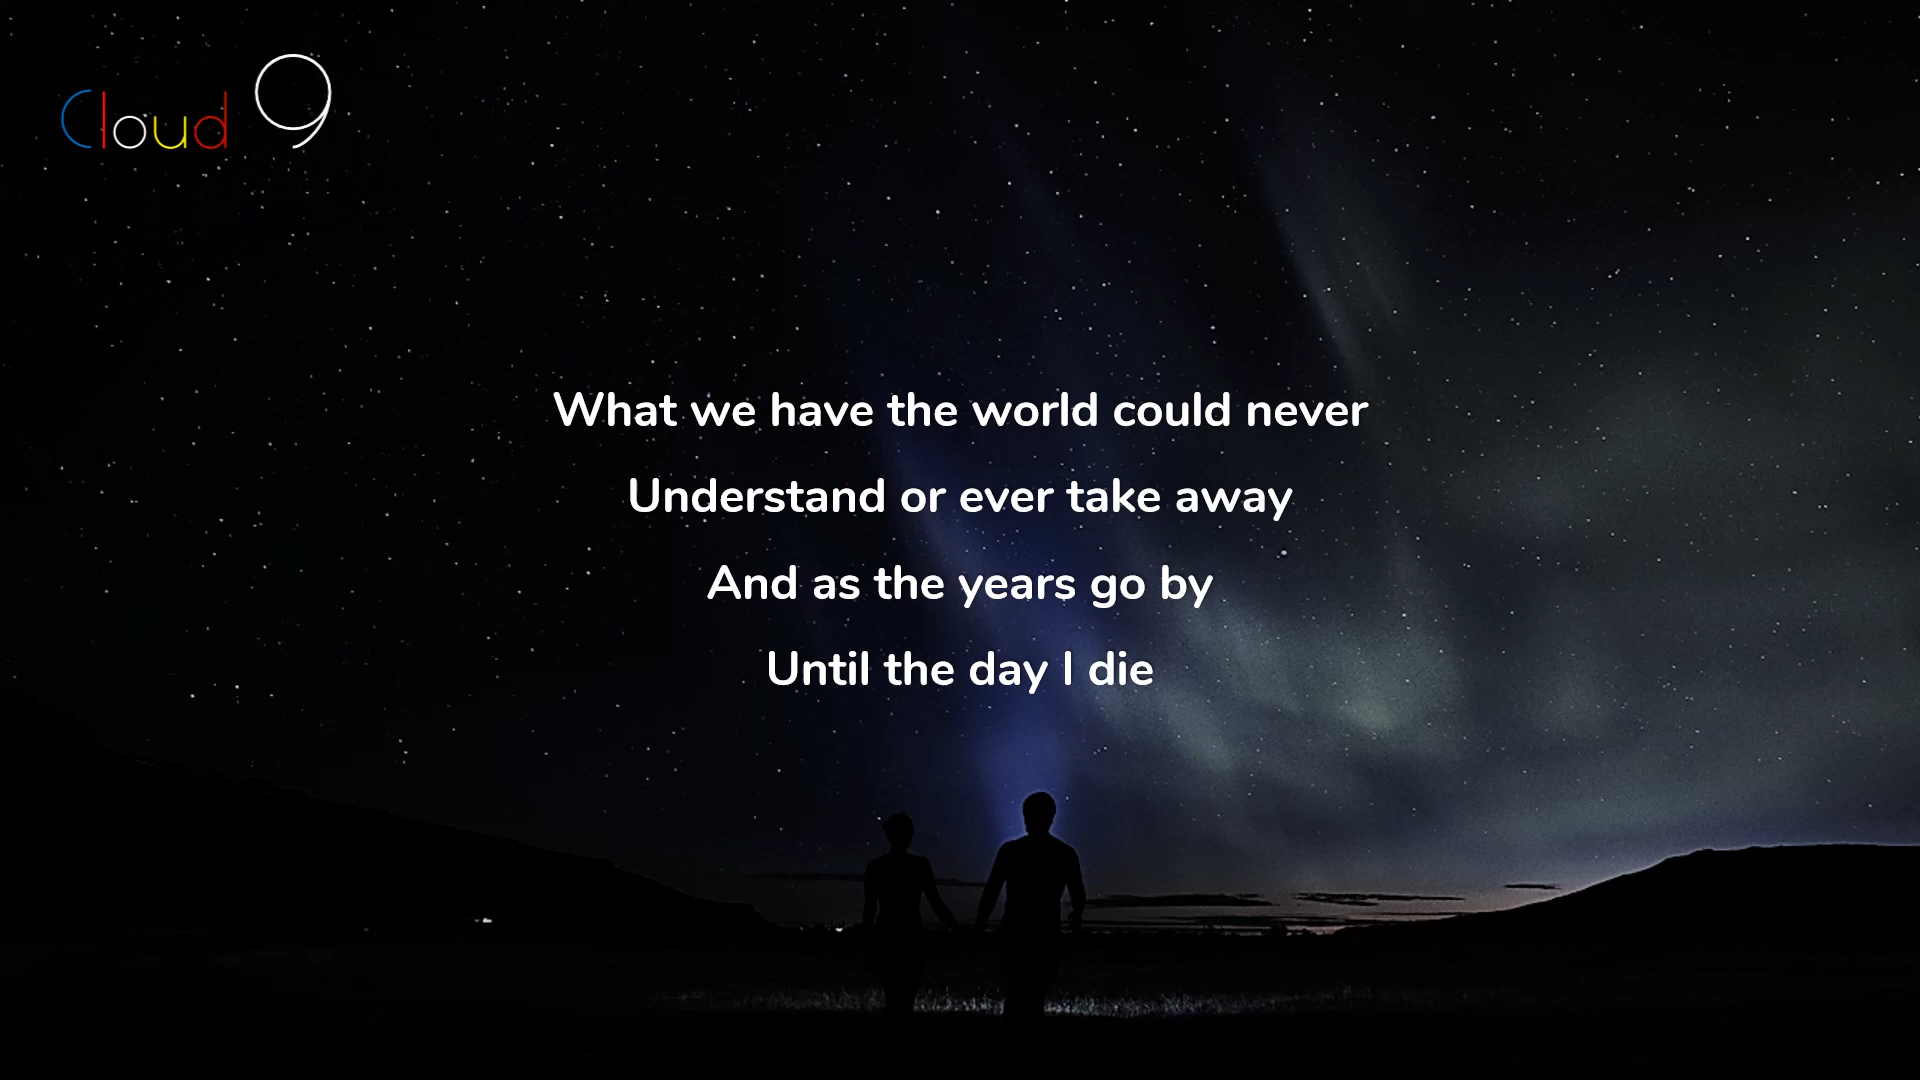 Cloud 9
What we have the world could never
Understand or ever take away
And as the years go by
Until the day I die